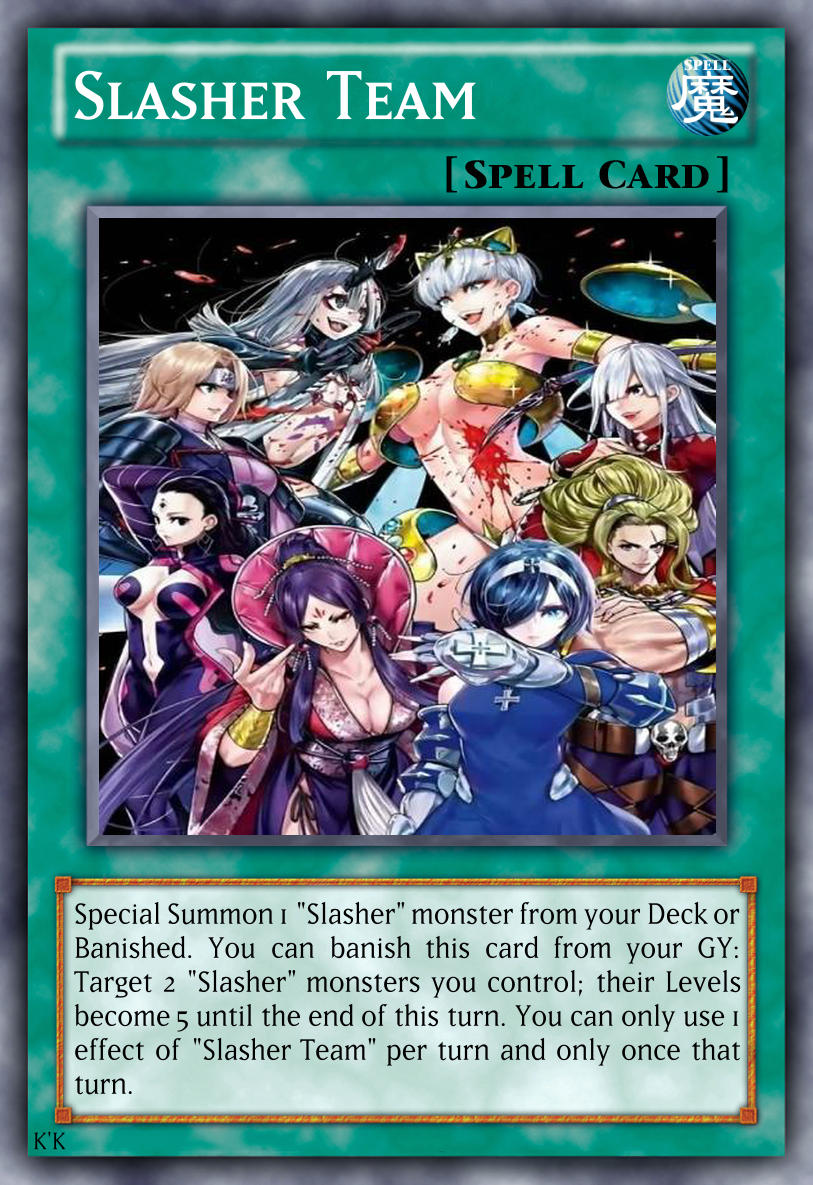 Slasher Team
SPELL
魔
[Spell Card]
Special Summon 1 "Slasher" monster from your Deck or
Banished. You can banish this card from your GY:
Target 2 "Slasher" monsters you control; their Levels
become 5 until the end of this turn. You can only use 1
effect of "Slasher Team" per turn and only once that
turn.
K'K